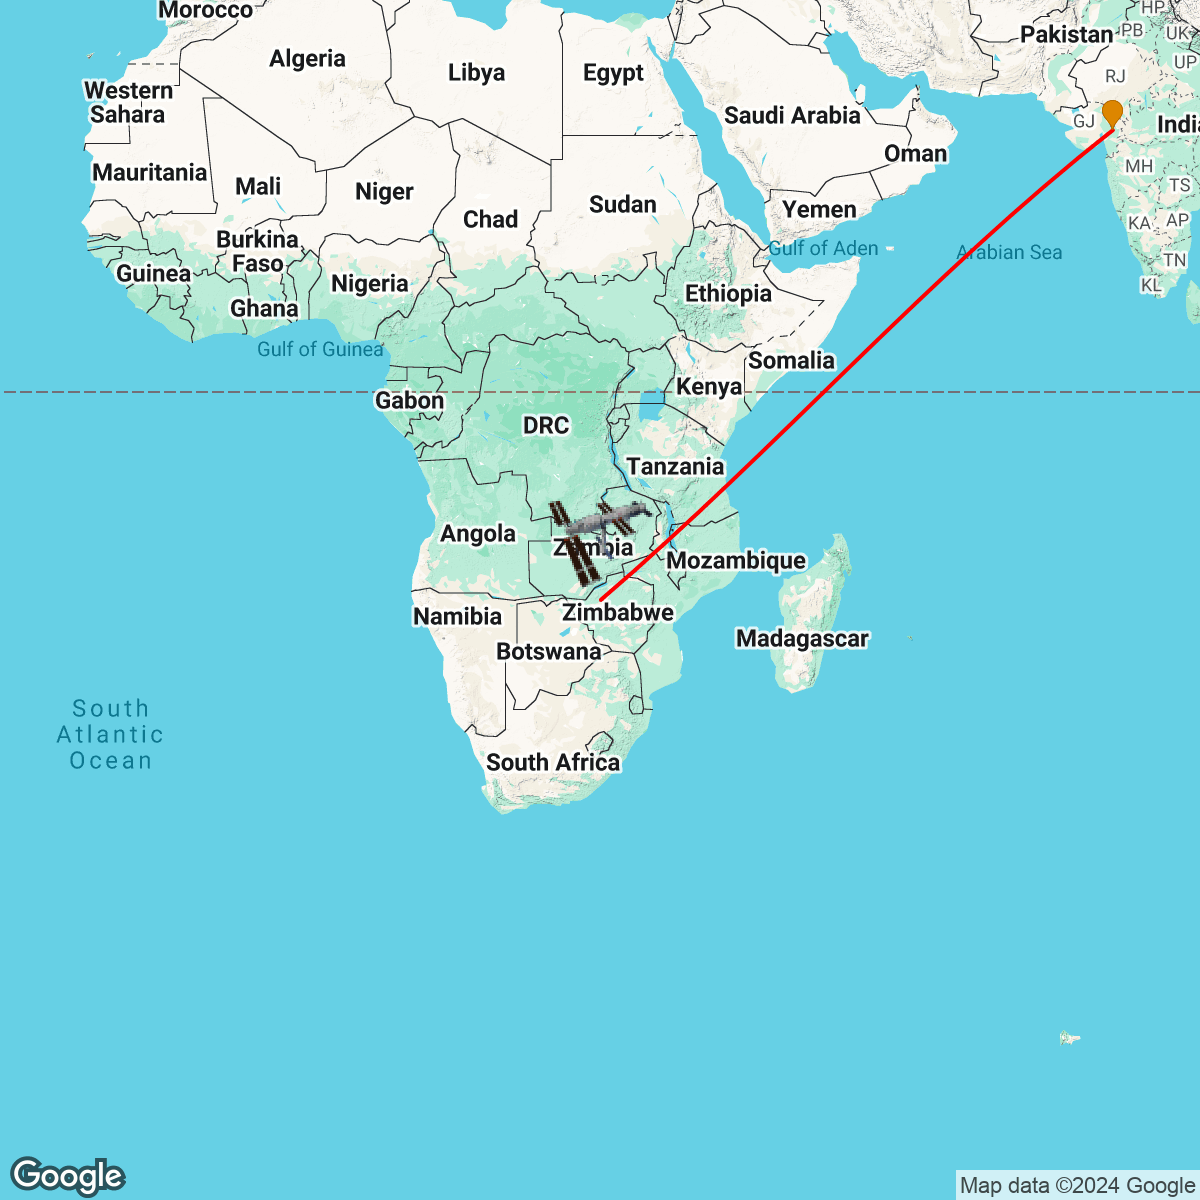 Morocco
HP
Pakistan
PB
UK
Algeria
Libya
Egypt
UP
RJ
Western
Sahara
Saudi Arabia
GJ
India
Oman
Mauritania
Mali
Niger
MH
TS
Sudan
Yemen
Chad
KA
AP
Burkina
Faso
Gulf of Aden
Arabian Sea
TN
Guinea
Nigeria
KL
Ethiopia
Ghana
Gulf of Guinea
Somalia
Kenya
Gabon
DRC
Tanzania
Angola
Zambia
Mozambique
Namibia
Zimbabwe
Madagascar
Botswana
South
Atlantic
Ocean
South Africa
Google
Map data ©2024 Google